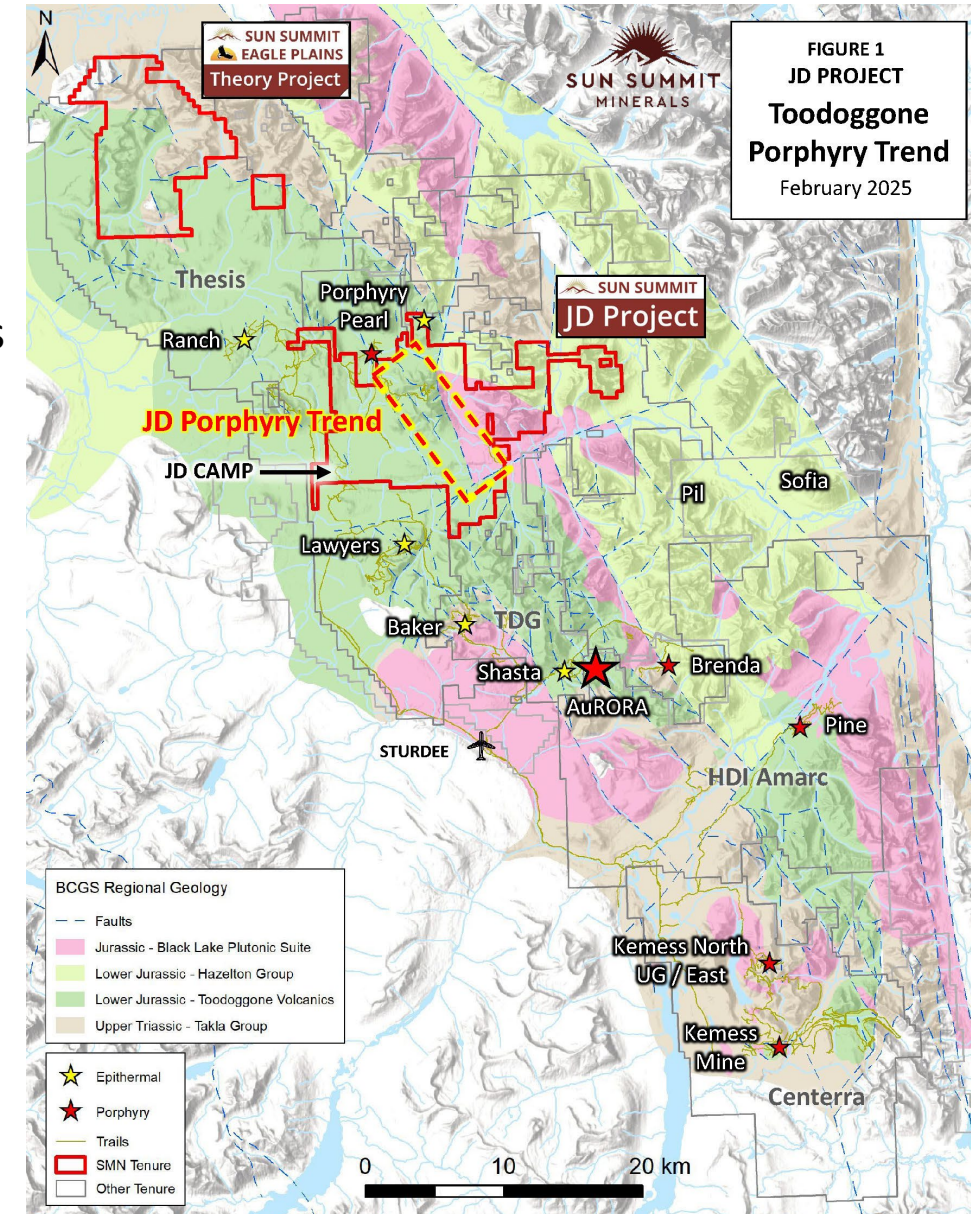 N
SUN SUMMIT
EAGLE PLAINS
Theory Project
SUN SUMMIT
MINERALS
FIGURE 1
JD PROJECT
Toodoggone
Porphyry Trend
February 2025
Thesis
Porphyry
Pearl
SUN SUMMIT
JD Project
S
Ranch
JD Porphyry Trend
JD CAMP
Pil
Sofia
Lawyers
Baker
TDG
Shasta
Brenda
AuRORA
Pine
STURDEE
HDI Amarc
BCGS Regional Geology
Faults
Jurassic - Black Lake Plutonic Suite
Lower Jurassic - Hazelton Group
Lower Jurassic - Toodoggone Volcanics
Upper Triassic - Takla Group
Kemess North
UG / East
Kemess
Mine
Centerra
Epithermal
Porphyry
Trails
SMN Tenure
Other Tenure
0 10 20 km